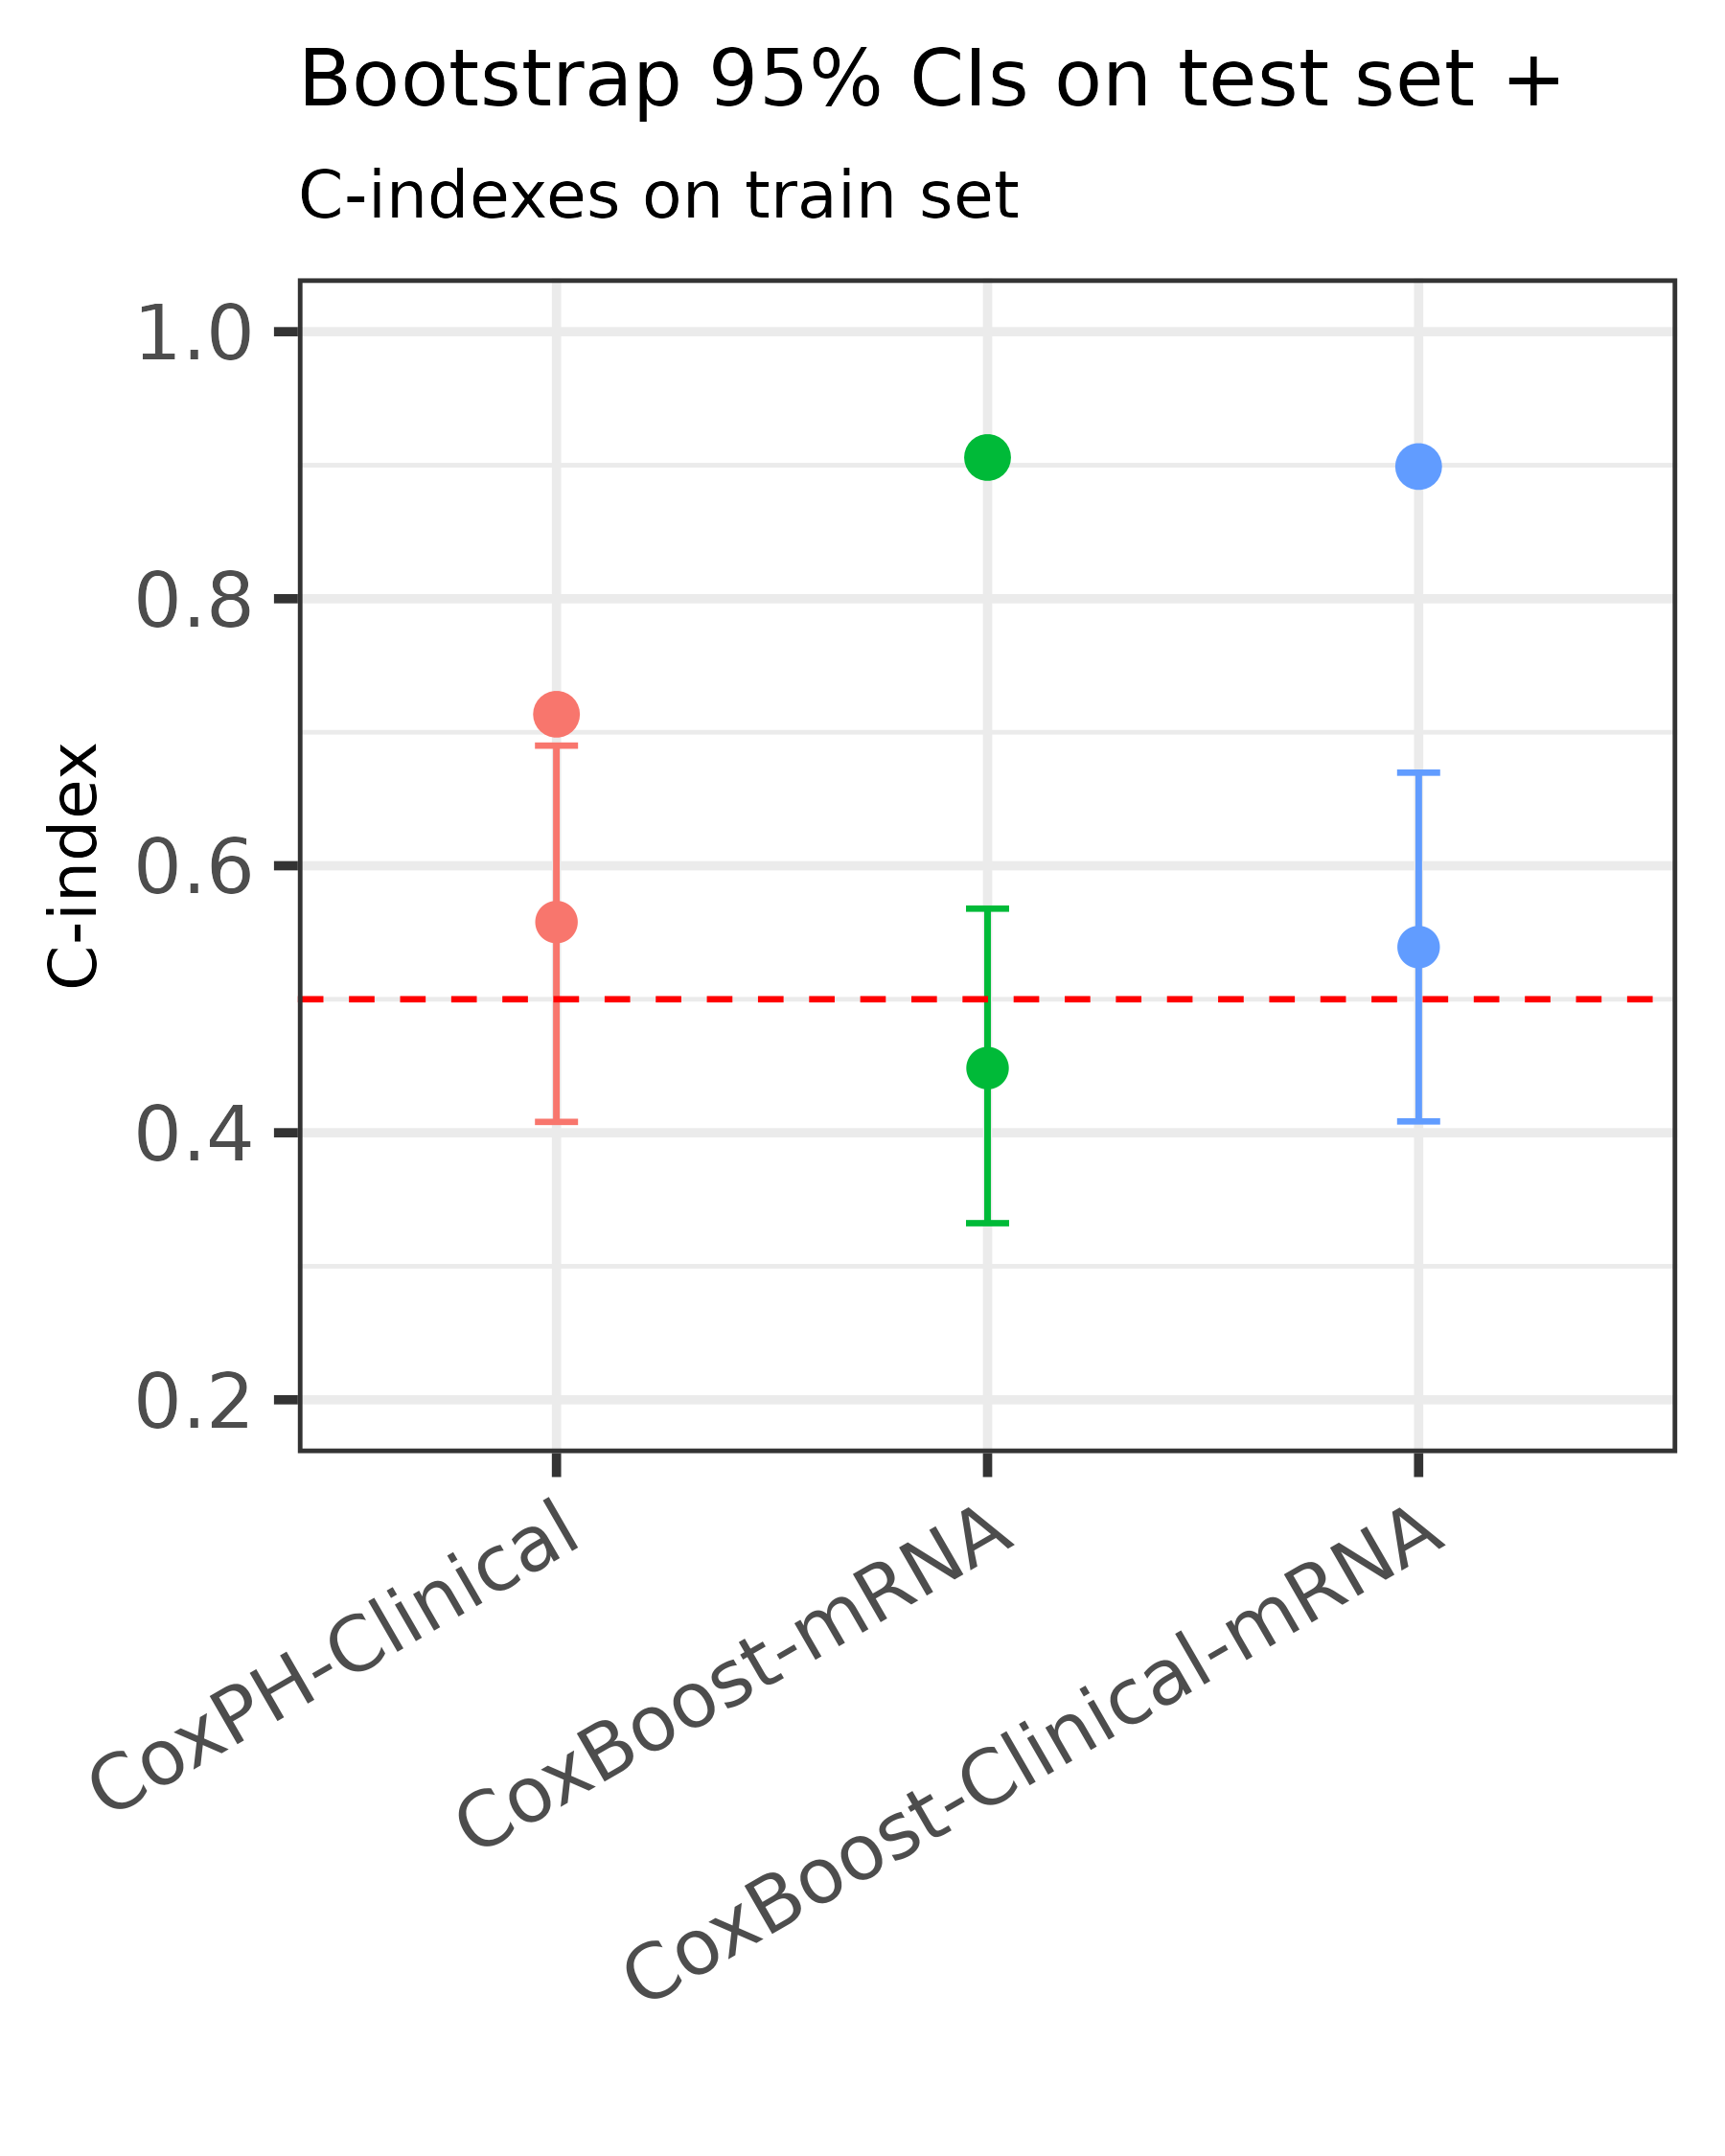 Bootstrap 95% CIs on test set +
C-indexes on train set
1.0
0.8
0.6
0.4
0.2
C-index
CoxPH-Clinical
CoxBoost-mRNA
CoxBoost-Clinical-mRNA